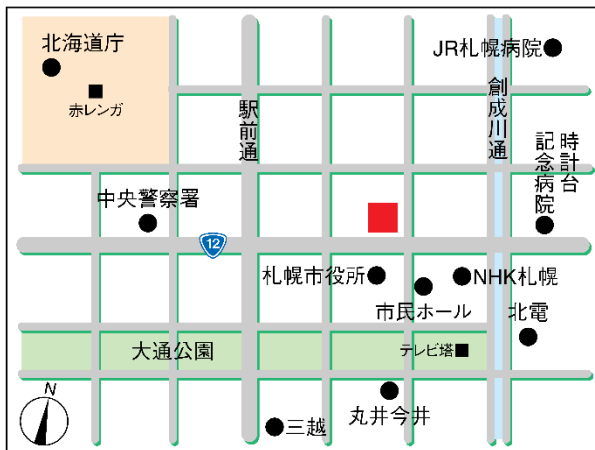 北海道庁
JR札幌病院
赤レンガ
駅前通
創成川通
時計台
記念病院
中央警察署
12
札幌市役所
NHK札幌
市民ホール
北電
大通公園
テレビ塔
丸井今井
三越
N